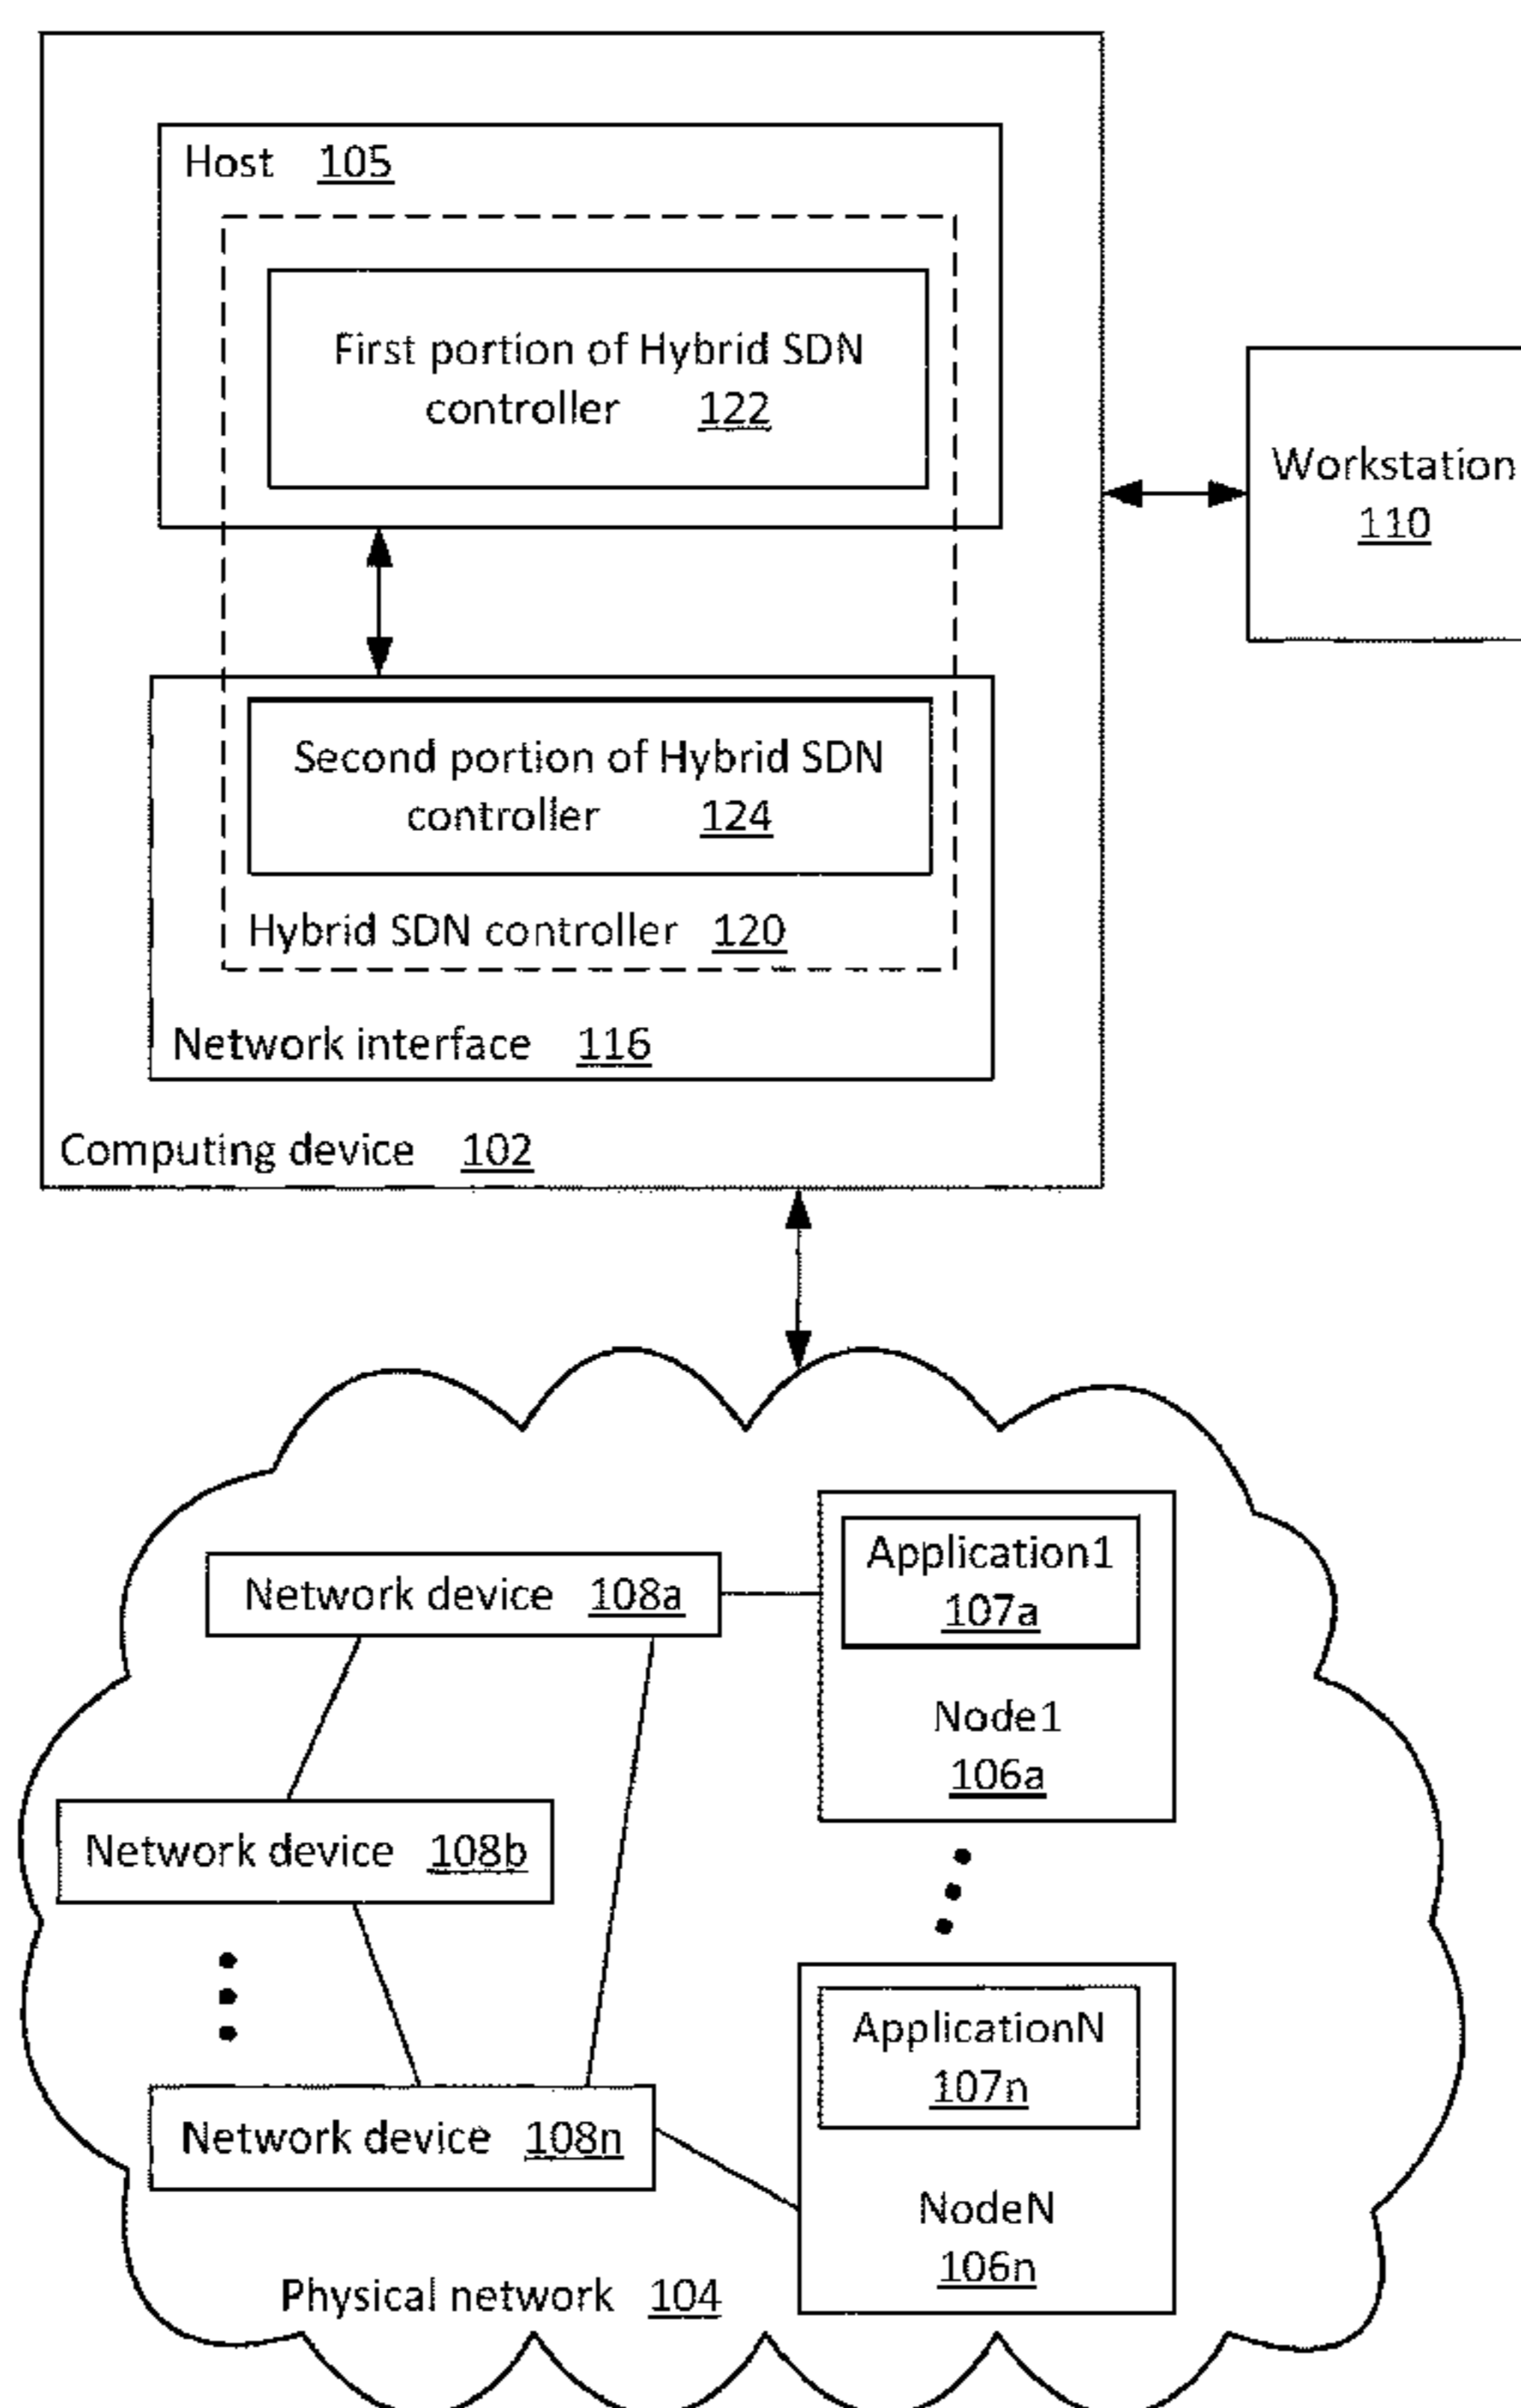 Host 105
First portion of Hybrid SDN
controller 122
Workstation
110
Second portion of Hybrid SDN
controller 124
Hybrid SDN controller 120
Network interface 116
Computing device 102
Application1
107a
Network device 108a
Node1
106a
Network device 108b
ApplicationN
107n
Network device 108n
NodeN
106n
Physical network 104